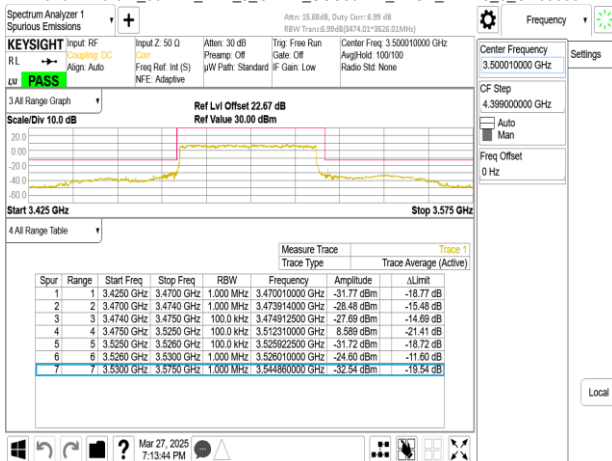 Spectrum Analyzer 1
Spurious Emissions
Attn: 15.68dB, Duty Corr: 6.99 dB
RBW Trans:6.99dB(3474.01~3526.01MHz)
Frequency
KEYSIGHT
Input: RF
Coupling: DC
Align: Auto
Input Z: 50 Ω
Corr
Freq Ref: Int (S)
NFE: Adaptive
Atten: 30 dB
Preamp: Off
µW Path: Standard
Trig: Free Run
Gate: Off
IF Gain: Low
Center Freq: 3.500010000 GHz
Avg|Hold: 100/100
Radio Std: None
RL
LXI
PASS
Center Frequency
3.500010000 GHz
Settings
CF Step
4.399000000 GHz
Auto
Man
Freq Offset
0 Hz
3 All Range Graph
Scale/Div 10.0 dB
Ref Lvl Offset 22.67 dB
Ref Value 30.00 dBm
20.0
0.00
-20.0
-40.0
-60.0
Start 3.425 GHz
Stop 3.575 GHz
4 All Range Table
Measure Trace Trace 1
Trace Type Trace Average (Active)
Spur Range Start Freq Stop Freq RBW Frequency Amplitude ΔLimit
1 1 3.4250 GHz 3.4700 GHz 1.000 MHz 3.470010000 GHz -31.77 dBm -18.77 dB
2 2 3.4700 GHz 3.4740 GHz 1.000 MHz 3.473914000 GHz -28.48 dBm -15.48 dB
3 3 3.4740 GHz 3.4750 GHz 100.0 kHz 3.474912500 GHz -27.69 dBm -14.69 dB
4 4 3.4750 GHz 3.5250 GHz 100.0 kHz 3.512310000 GHz 8.589 dBm -21.41 dB
5 5 3.5250 GHz 3.5260 GHz 100.0 kHz 3.525922500 GHz -31.72 dBm -18.72 dB
6 6 3.5260 GHz 3.5300 GHz 1.000 MHz 3.526010000 GHz -24.60 dBm -11.60 dB
7 7 3.5300 GHz 3.5750 GHz 1.000 MHz 3.544860000 GHz -32.54 dBm -19.54 dB
Local
Mar 27, 2025
7:13:44 PM